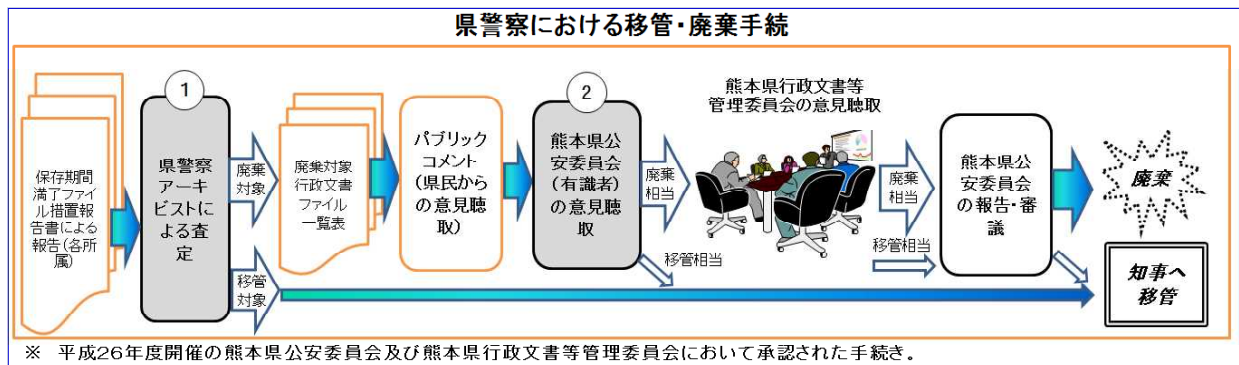 県警察における移管・廃棄手続
保存期間
満了ファイ
ル措置報
告書による
報告(各所
属)
1
県警察
アーキ
ビストに
よる査
定
廃棄
対象
移管
対象
廃棄対象
行政文書
ファイル
一覧表
パブリック
コメント
(県民から
の意見聴
取)
2
熊本県公
安委員会
(有識者)
の意見聴
取
廃棄
相当
移管相当
熊本県行政文書等
管理委員会の意見聴取
廃棄
相当
移管相当
熊本県公
安委員会
の報告・審
議
廃棄
知事へ
移管
※ 平成26年度開催の熊本県公安委員会及び熊本県行政文書等管理委員会において承認された手続き。